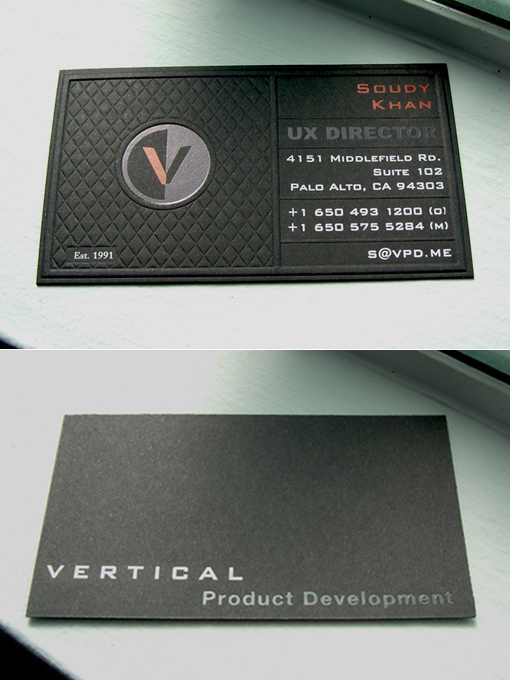 V
Est. 1991
Soudy
Khan
UX DIRECTOR
4151 Middlefield Rd.
Suite 102
Palo Alto, CA 94303
+1 650 493 1200 (O)
+1 650 575 5284 (M)
S@VPD.ME
VERTICAL
Product Development